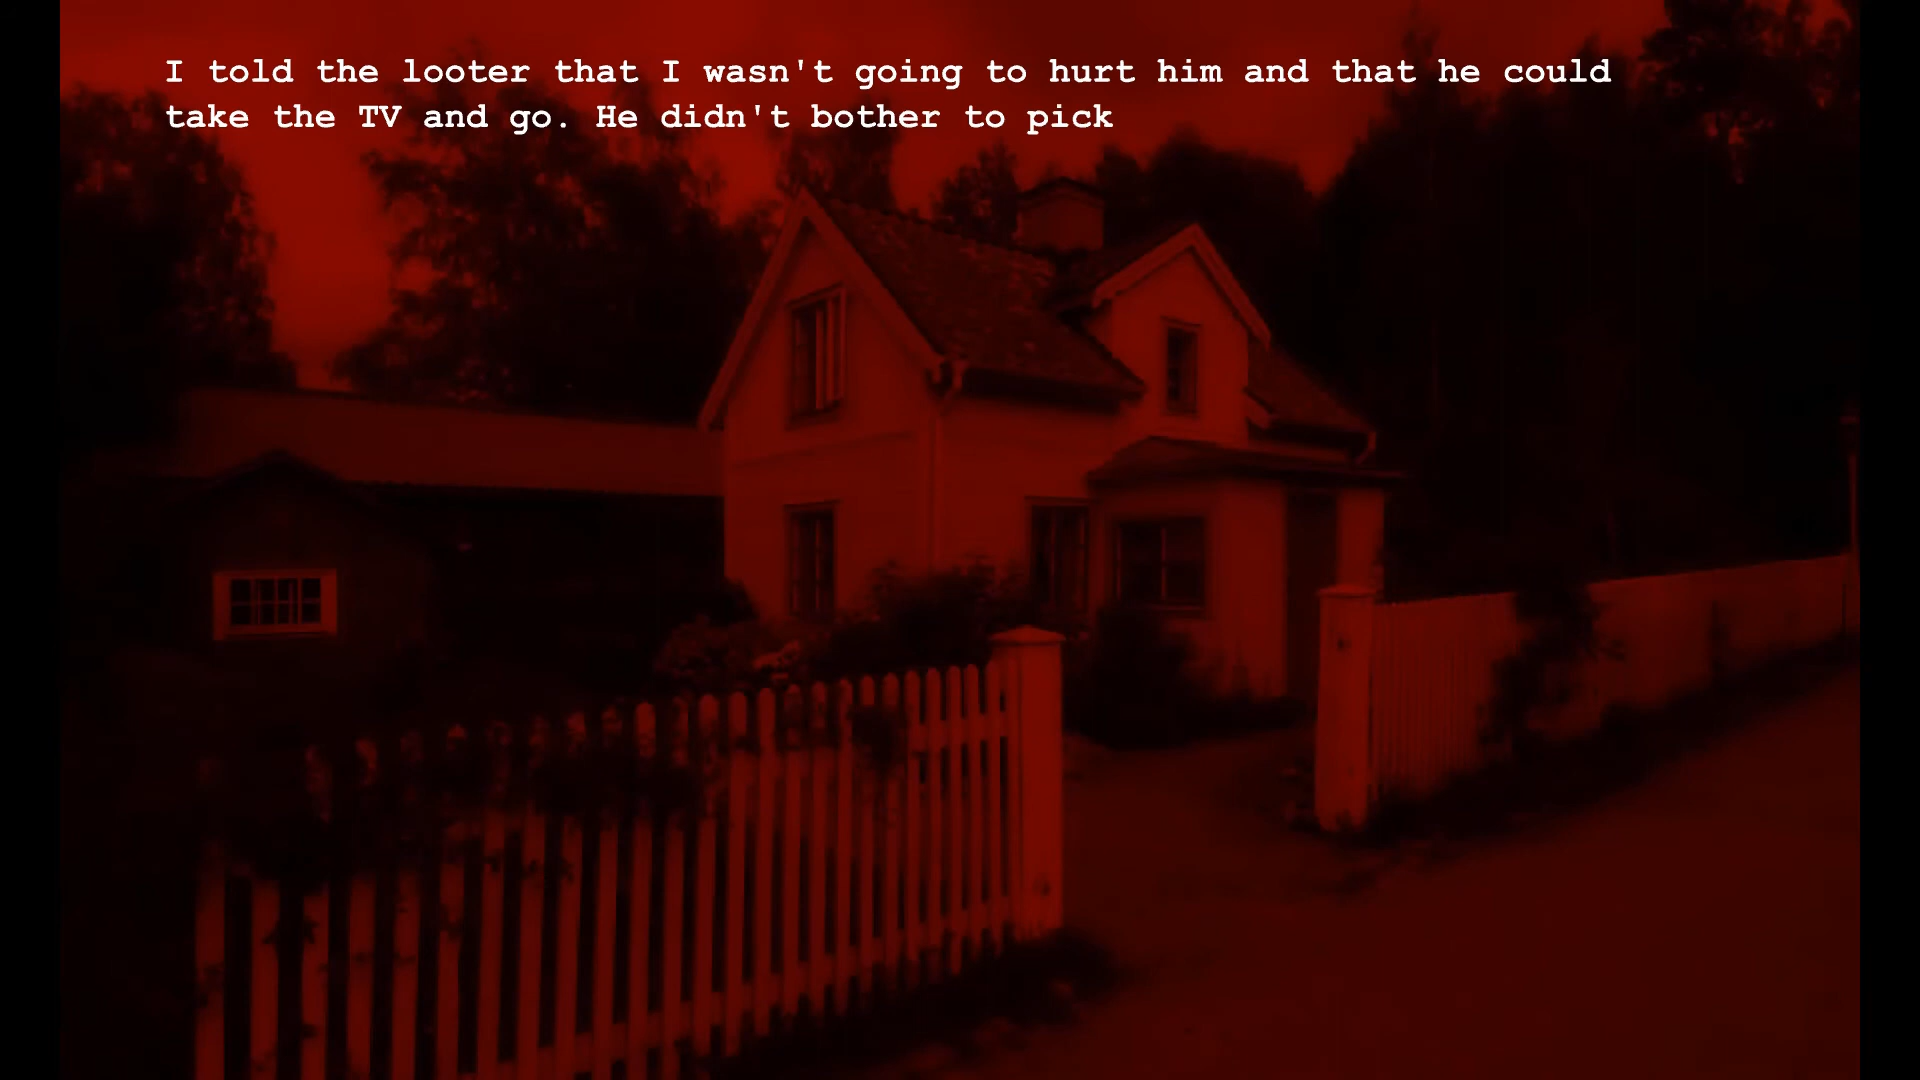 I told the looter that I wasn't going to hurt him and that he could
take the TV and go. He didn't bother to pick